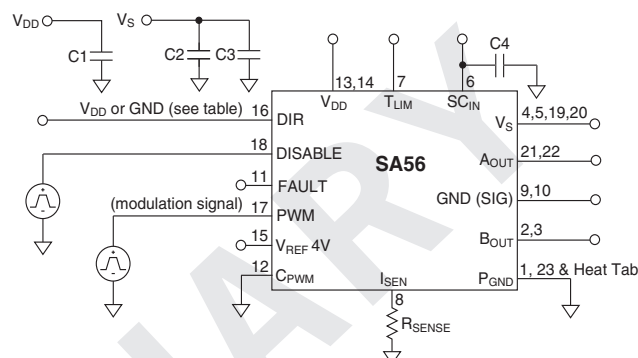 VDD
VS
C1
C2
C3
C4
13,14
7
6
VDD
TLIM
SCIN
VDD or GND (see table)
16
DIR
18
DISABLE
11
FAULT
(modulation signal)
17
PWM
15
VREF 4V
12
CPWM
SA56
VS
4,5,19,20
AOUT
21,22
GND (SIG)
9,10
BOUT
2,3
PGND
1, 23 & Heat Tab
ISEN
8
RSENSE